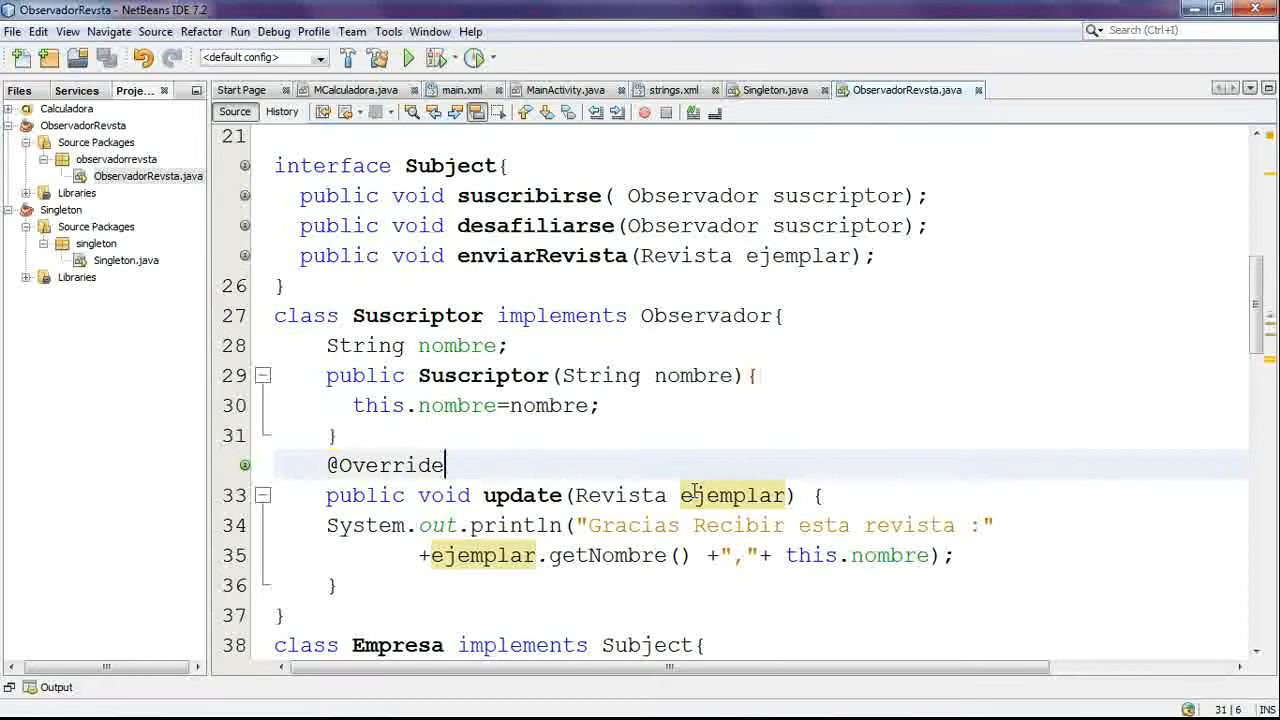 ObservadorRevsta - NetBeans IDE 7.2
File Edit View Navigate Source Refactor Run Debug Profile Team Tools Window Help
Search (Ctrl+I)
<default config>
Files Services Proje...
Start Page MCalculadora.java main.xml MainActivity.java strings.xml Singleton.java ObservadorRevsta.java
Source History
Calculadora
ObservadorRevsta
Source Packages
observadorrevsta
ObservadorRevsta.java
Libraries
Singleton
Source Packages
singleton
Singleton.java
Libraries
21
interface Subject{
public void suscribirse( Observador suscriptor);
public void desafiliarse(Observador suscriptor);
public void enviarRevista(Revista ejemplar);
26 }
27 class Suscriptor implements Observador{
28 String nombre;
29 public Suscriptor(String nombre){
30 this.nombre=nombre;
31 }
@Override
33 public void update(Revista ejemplar) {
34 System.out.println("Gracias Recibir esta revista :"
35 +ejemplar.getNombre() +","+ this.nombre);
36 }
37 }
38 class Empresa implements Subject{
Output
31|6 INS